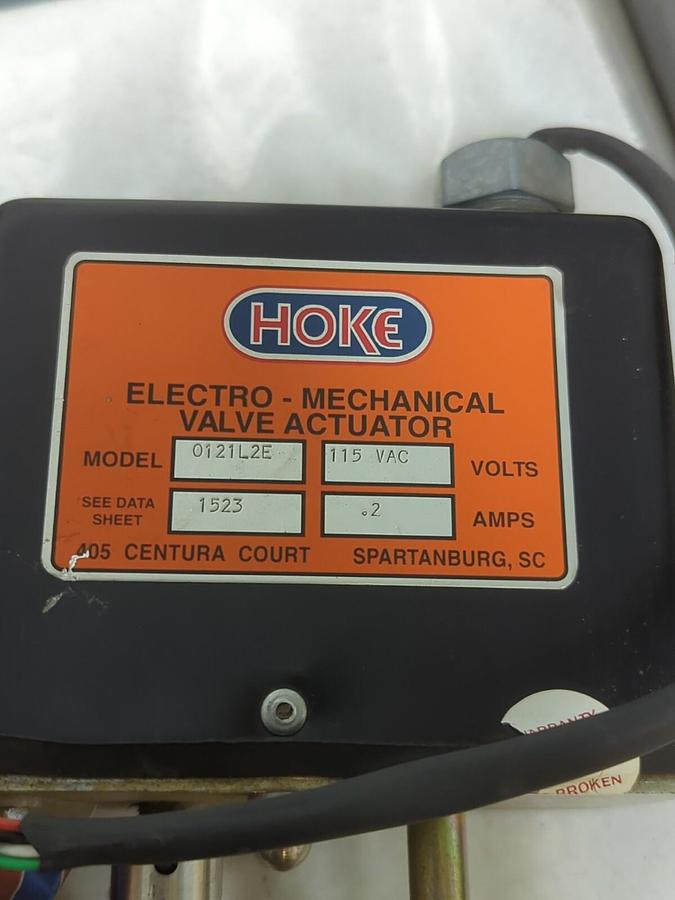 HOKE
ELECTRO - MECHANICAL
VALVE ACTUATOR
MODEL 0121L2E 115 VAC VOLTS
SEE DATA
SHEET 1523 .2 AMPS
405 CENTURA COURT SPARTANBURG, SC
BROKEN